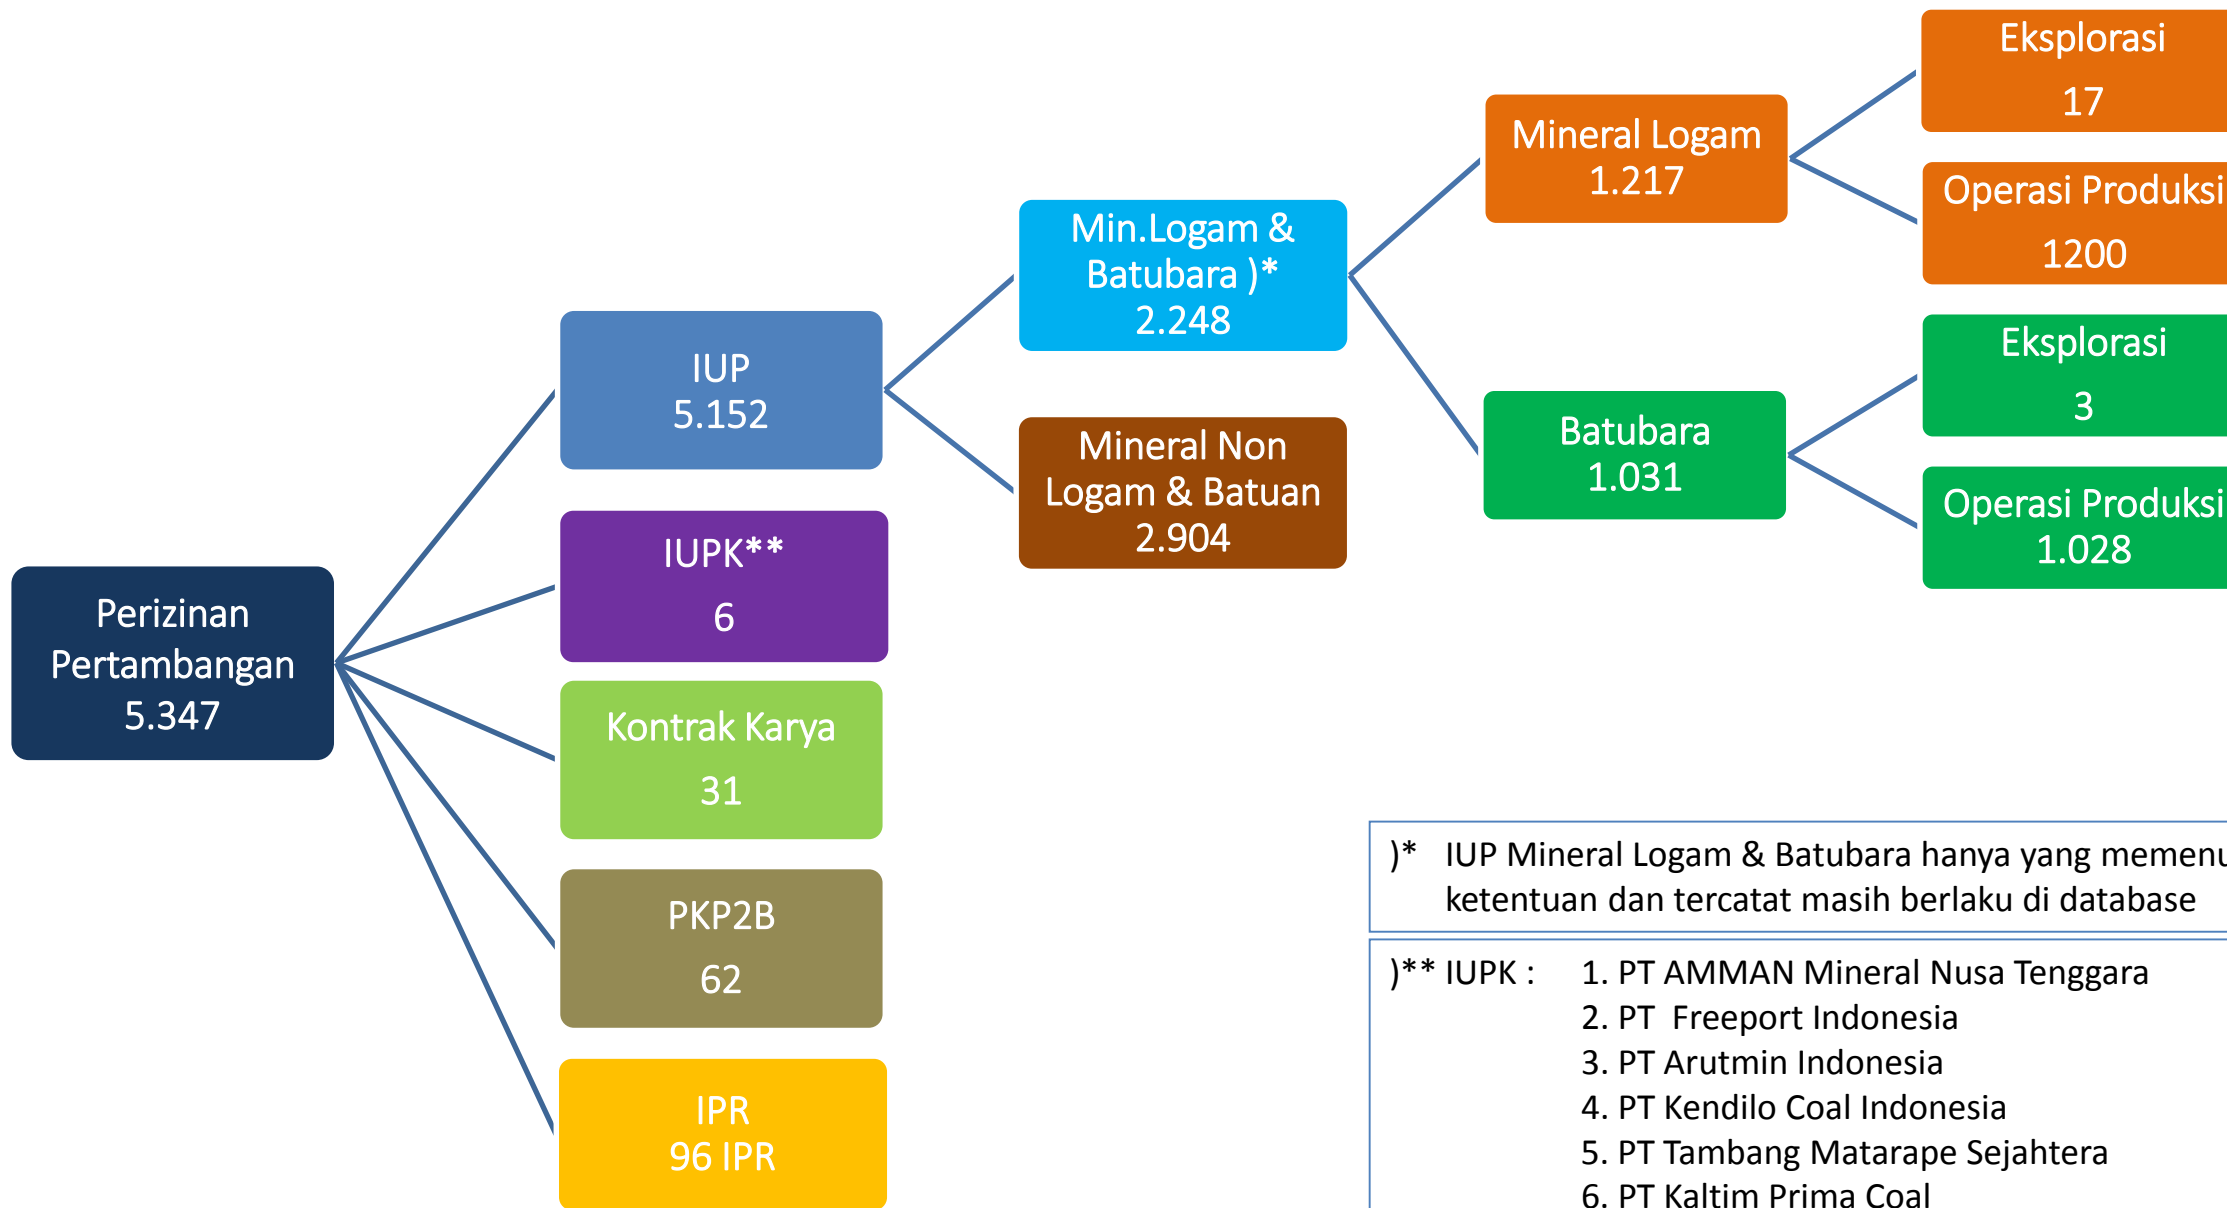 Perizinan
Pertambangan
5.347
IUP
5.152
IUPK**
6
Kontrak Karya
31
PKP2B
62
IPR
96 IPR
Min.Logam &
Batubara )*
2.248
Mineral Non
Logam & Batuan
2.904
Mineral Logam
1.217
Batubara
1.031
Eksplorasi
17
Operasi Produksi
1200
Eksplorasi
3
Operasi Produksi
1.028
)* IUP Mineral Logam & Batubara hanya yang
ketentuan dan tercatat masih berlaku di database
)** IUPK : 1. PT AMMAN Mineral Nusa Tenggara
2. PT Freeport Indonesia
3. PT Arutmin Indonesia
4. PT Kendilo Coal Indonesia
5. PT Tambang Matarape Sejahtera
6. PT Kaltim Prima Coal